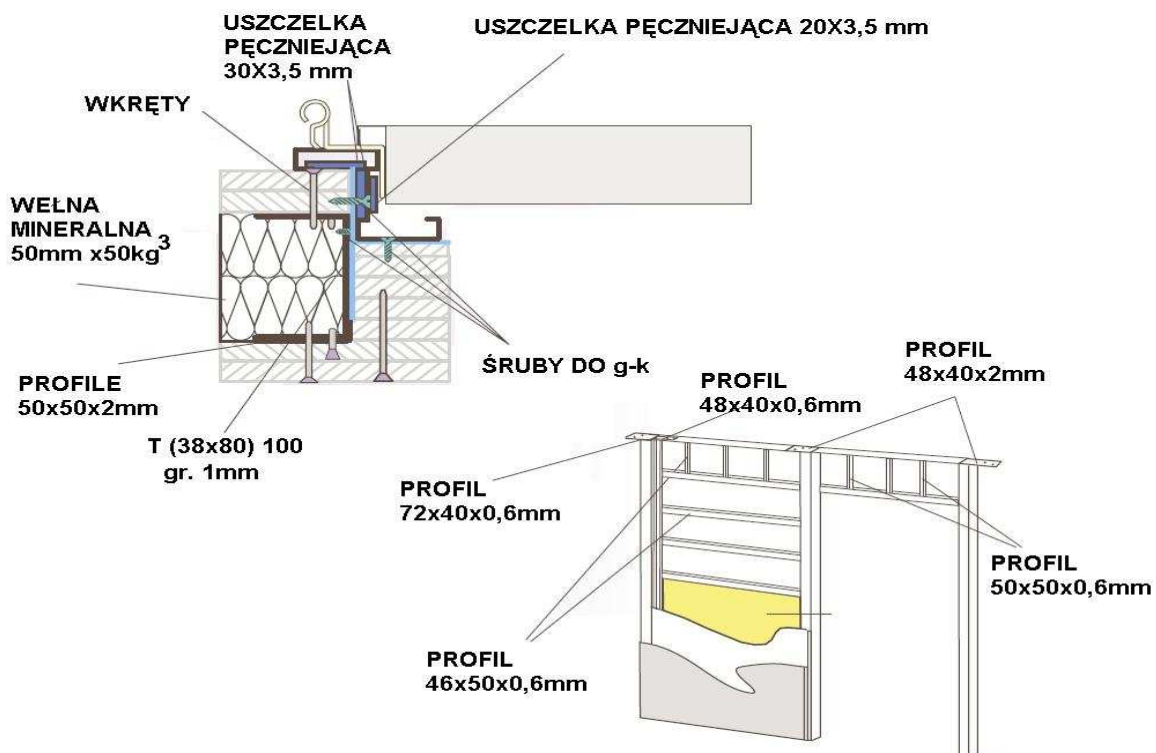 USZCZELKA
PĘCZNIEJĄCA
30X3,5 mm
USZCZELKA PĘCZNIEJĄCA 20X3,5 mm
WKRĘTY
WEŁNA
MINERALNA
50mm x50kg³
PROFILE
50x50x2mm
T (38x80) 100
gr. 1mm
ŚRUBY DO g-k
PROFIL
48x40x0,6mm
PROFIL
48x40x2mm
PROFIL
72x40x0,6mm
PROFIL
50x50x0,6mm
PROFIL
46x50x0,6mm